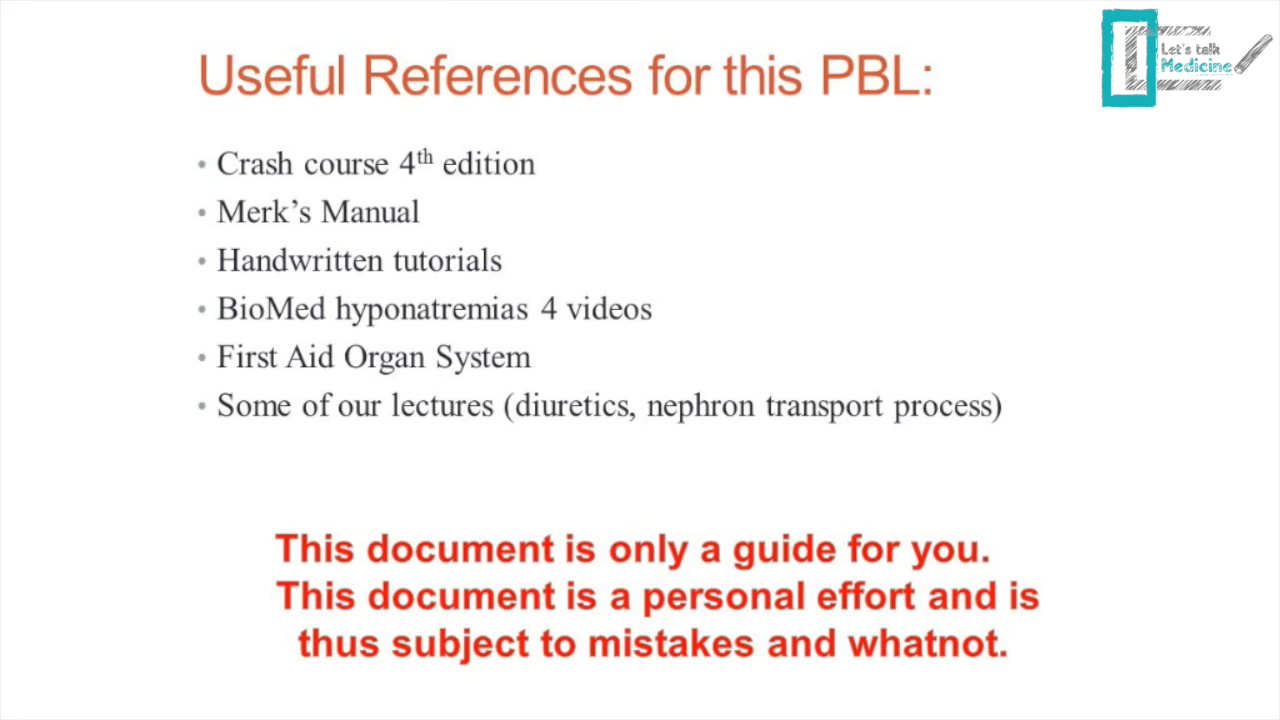 Let's talk
Medicine
Useful References for this PBL:
• Crash course 4th edition
• Merk's Manual
• Handwritten tutorials
• BioMed hyponatremias 4 videos
• First Aid Organ System
• Some of our lectures (diuretics, nephron transport process)
This document is only a guide for you.
This document is a personal effort and is
thus subject to mistakes and whatnot.